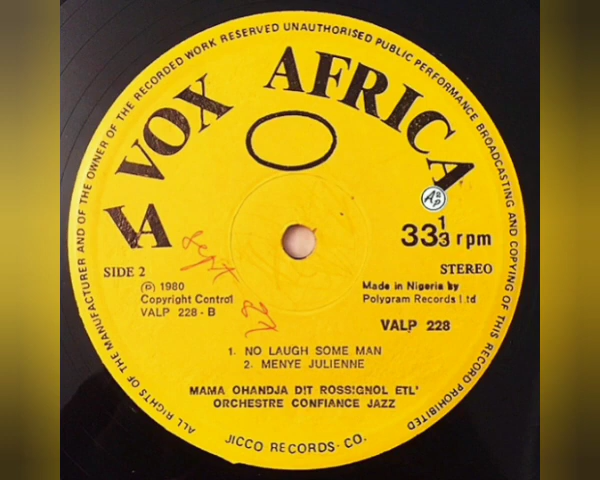 ALL RIGHTS OF THE MANUFACTURER AND OF THE OWNER OF THE RECORDED WORK RESERVED UNAUTHORISED PUBLIC PERFORMANCE BROADCASTING AND COPYING OF THIS RECORD PROHIBITED
VA VOX AFRICA
33⅓ rpm
SIDE 2
STEREO
℗ 1980
Copyright Control
VALP 228 - B
Made in Nigeria by
Polygram Records Ltd
VALP 228
sept 87
1. NO LAUGH SOME MAN
2. MENYE JULIENNE
MAMA OHANDJA DIT ROSSIGNOL ETL'
ORCHESTRE CONFIANCE JAZZ
JICCO RECORDS - CO.